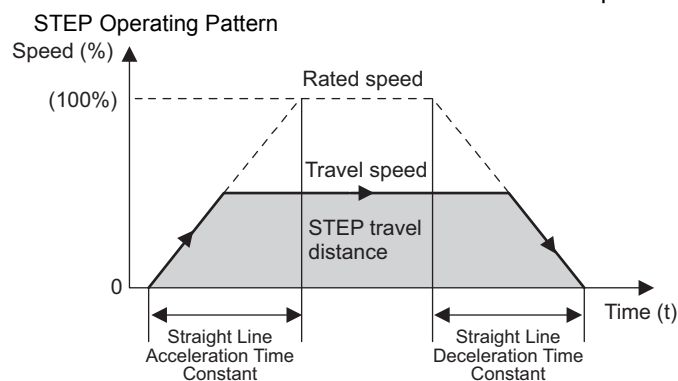 STEP Operating Pattern
Speed (%)
Rated speed
(100%)
Travel speed
STEP travel
distance
0
Time (t)
Straight Line
Acceleration Time
Constant
Straight Line
Deceleration Time
Constant